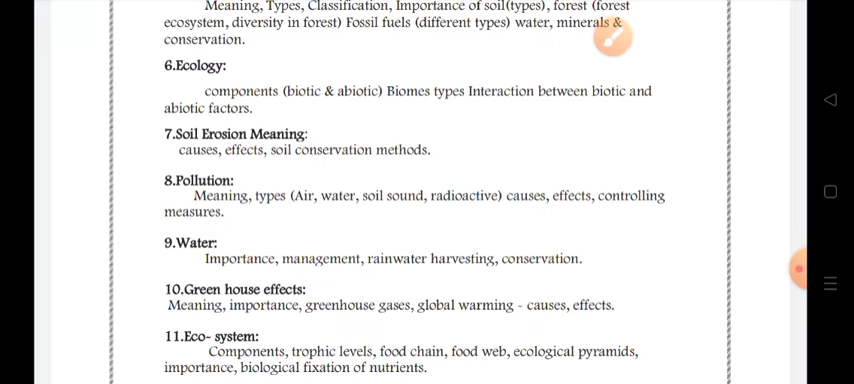 Meaning, Types, Classification, Importance of soil(types), forest (forest
ecosystem, diversity in forest) Fossil fuels (different types) water, minerals &
conservation.
6.Ecology:
components (biotic & abiotic) Biomes types Interaction between biotic and
abiotic factors.
7.Soil Erosion Meaning:
causes, effects, soil conservation methods.
8.Pollution:
Meaning, types (Air, water, soil sound, radioactive) causes, effects, controlling
measures.
9.Water:
Importance, management, rainwater harvesting, conservation.
10.Green house effects:
Meaning, importance, greenhouse gases, global warming - causes, effects.
11.Eco- system:
Components, trophic levels, food chain, food web, ecological pyramids,
importance, biological fixation of nutrients.